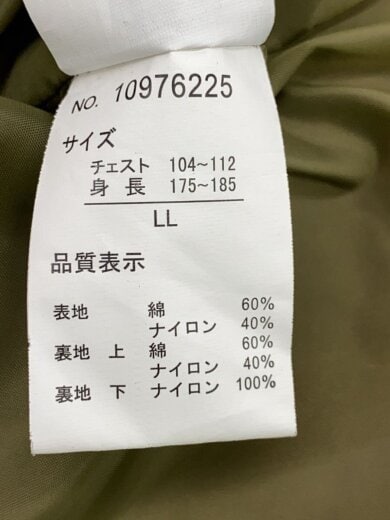 NO. 10976225
サイズ
チェスト 104~112
身 長 175~185
LL
品質表示
表地 綿 60%
ナイロン 40%
裏地 上 綿 60%
ナイロン 40%
裏地 下 ナイロン 100%